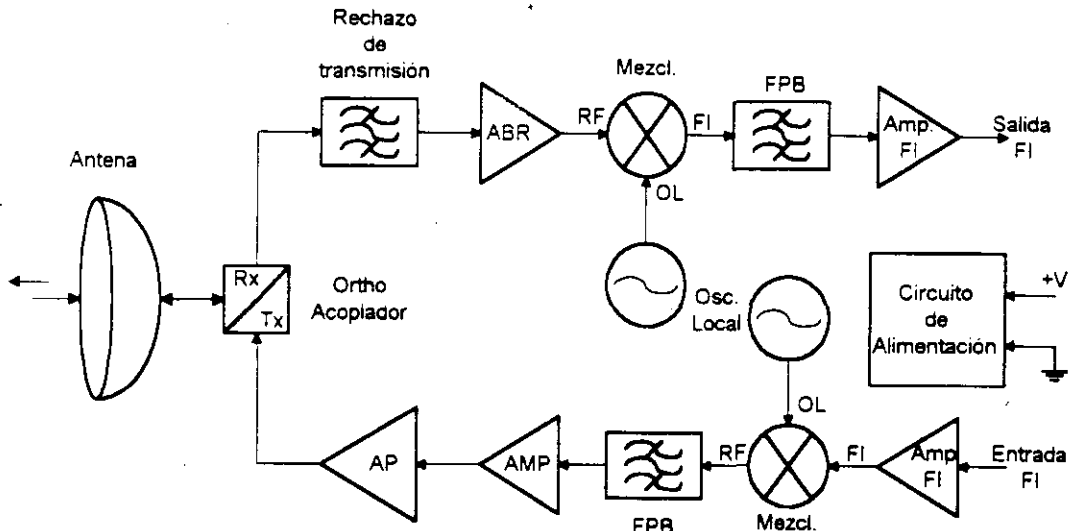 Rechazo
de
transmisión
Mezcl.
FPB
Antena
ABR
RF
FI
Amp.
FI
Salida
FI
OL
Rx
Tx
Ortho
Acoplador
Osc.
Local
Circuito
de
Alimentación
+V
OL
AP
AMP
RF
FI
Amp
FI
Entrada
FI
FPB
Mezcl.